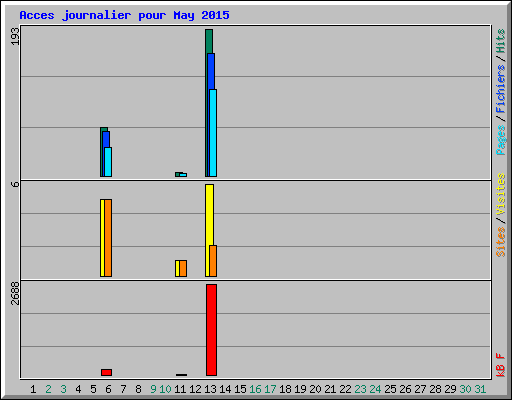 Acces journalier pour May 2015
193
Pages / Fichiers / Hits
6
Sites / Visites
2688
kB F
1 2 3 4 5 6 7 8 9 10 11 12 13 14 15 16 17 18 19 20 21 22 23 24 25 26 27 28 29 30 31